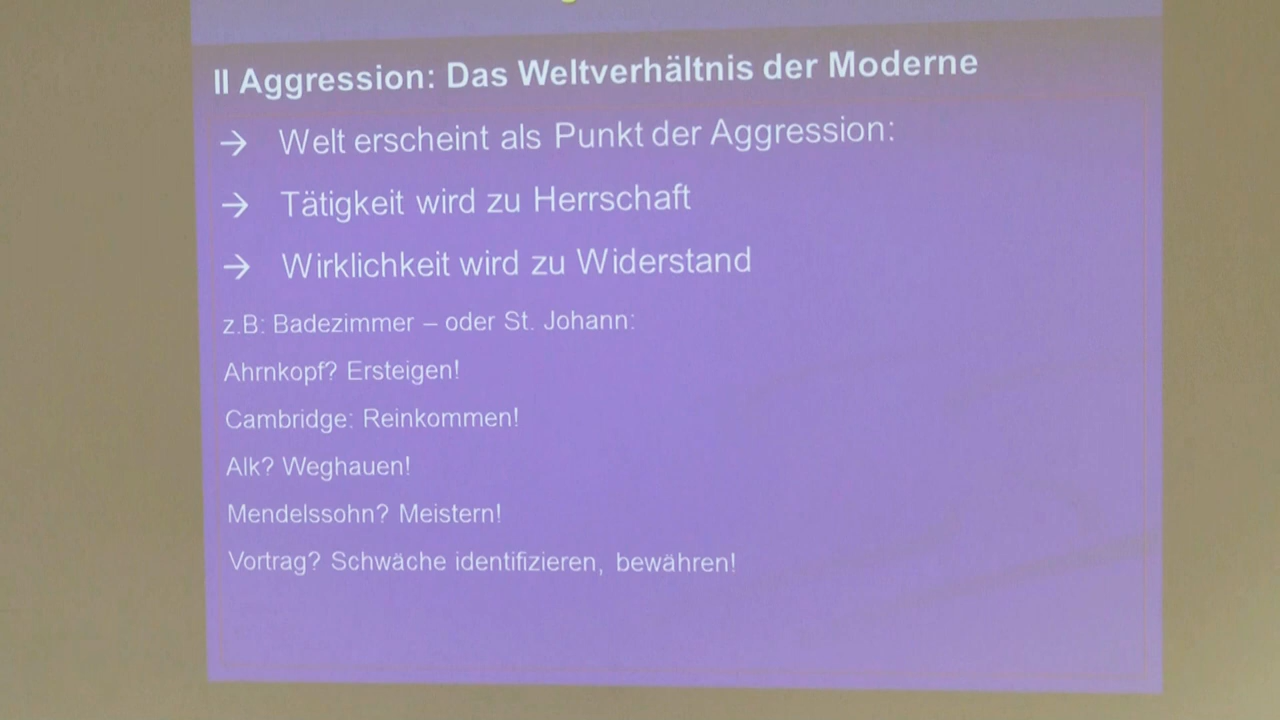 II Aggression: Das Weltverhältnis der Moderne
→ Welt erscheint als Punkt der Aggression:
→ Tätigkeit wird zu Herrschaft
→ Wirklichkeit wird zu Widerstand
z.B: Badezimmer – oder St. Johann:
Ahrnkopf? Ersteigen!
Cambridge: Reinkommen!
Alk? Weghauen!
Mendelssohn? Meistern!
Vortrag? Schwäche identifizieren, bewähren!